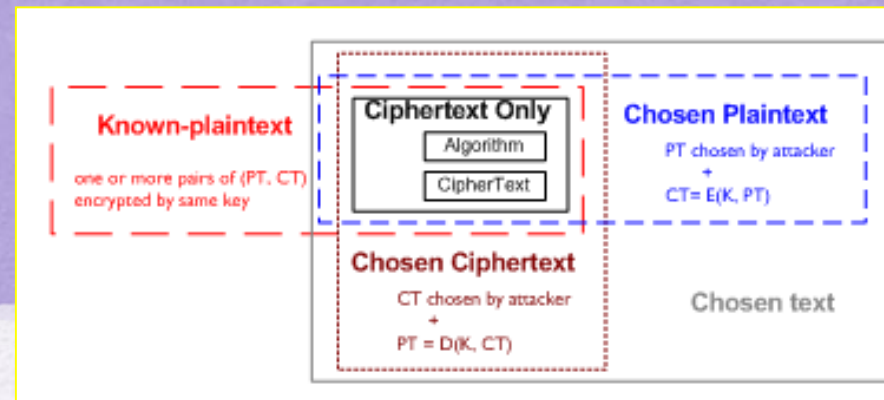 Known-plaintext
one or more pairs of (PT, CT)
encrypted by same key
Ciphertext Only
Algorithm
CipherText
Chosen Plaintext
PT chosen by attacker
+
CT= E(K, PT)
Chosen Ciphertext
CT chosen by attacker
+
PT = D(K, CT)
Chosen text